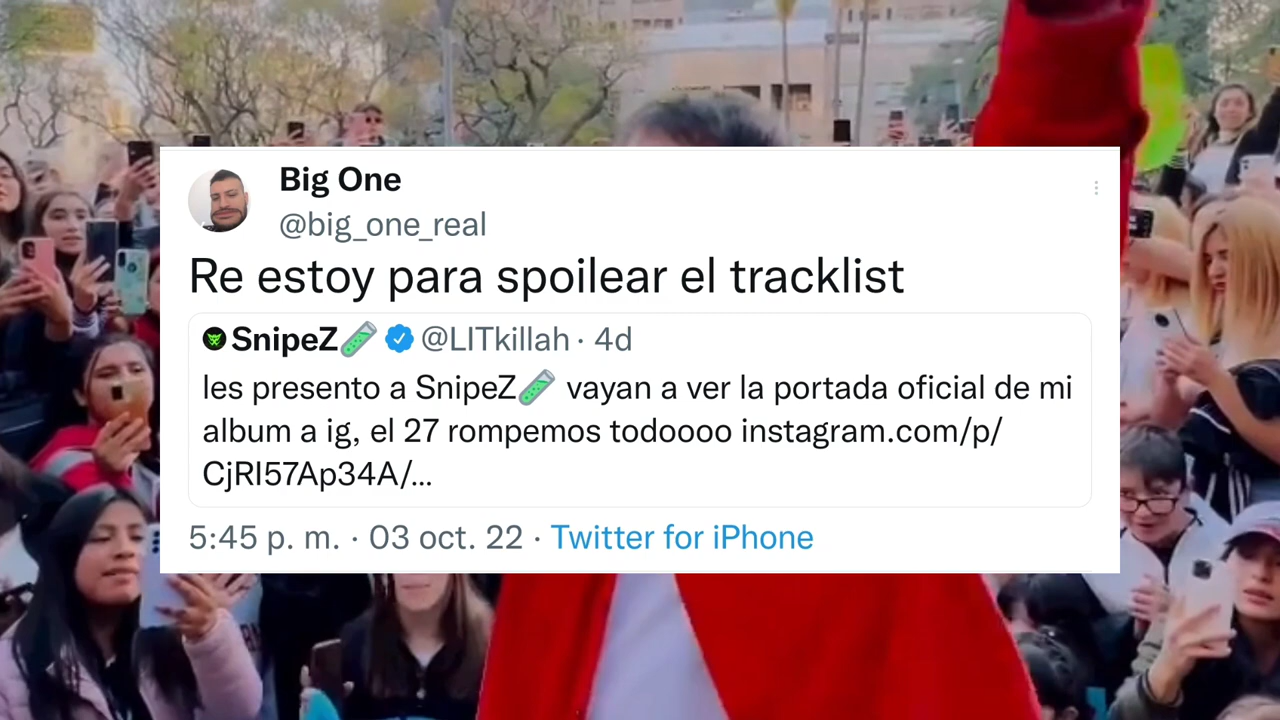 Big One
@big_one_real
Re estoy para spoilear el tracklist
SnipeZ🧪 @LITkillah · 4d
les presento a SnipeZ🧪 vayan a ver la portada oficial de mi
album a ig, el 27 rompemos todoooo instagram.com/p/
CjRI57Ap34A/...
5:45 p. m. · 03 oct. 22 · Twitter for iPhone